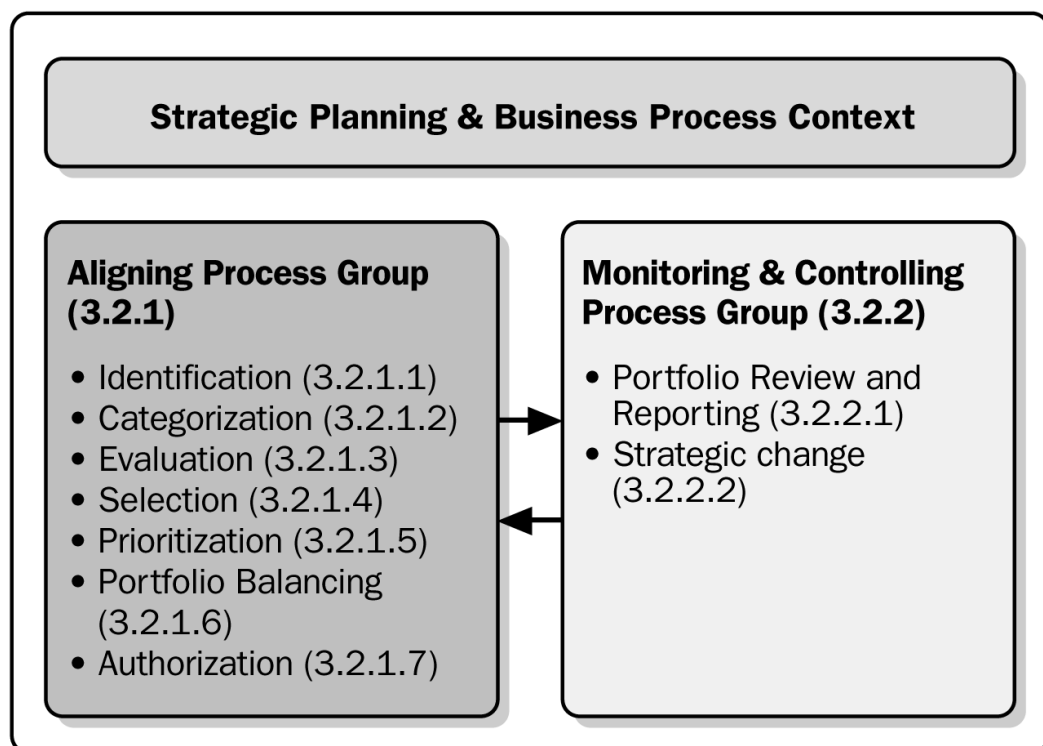 Strategic Planning & Business Process Context
Aligning Process Group
(3.2.1)
• Identification (3.2.1.1)
• Categorization (3.2.1.2)
• Evaluation (3.2.1.3)
• Selection (3.2.1.4)
• Prioritization (3.2.1.5)
• Portfolio Balancing
(3.2.1.6)
• Authorization (3.2.1.7)
Monitoring & Controlling
Process Group (3.2.2)
• Portfolio Review and
Reporting (3.2.2.1)
• Strategic change
(3.2.2.2)